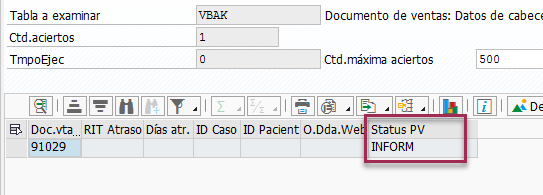 Tabla a examinar VBAK Documento de ventas: Datos de cabece
Ctd.aciertos 1
TmpoEjec 0 Ctd.máxima aciertos 500
De
Doc.vta... RIT Atraso Días atr. ID Caso ID Pacient O.Dda.Web Status PV
91029 INFORM